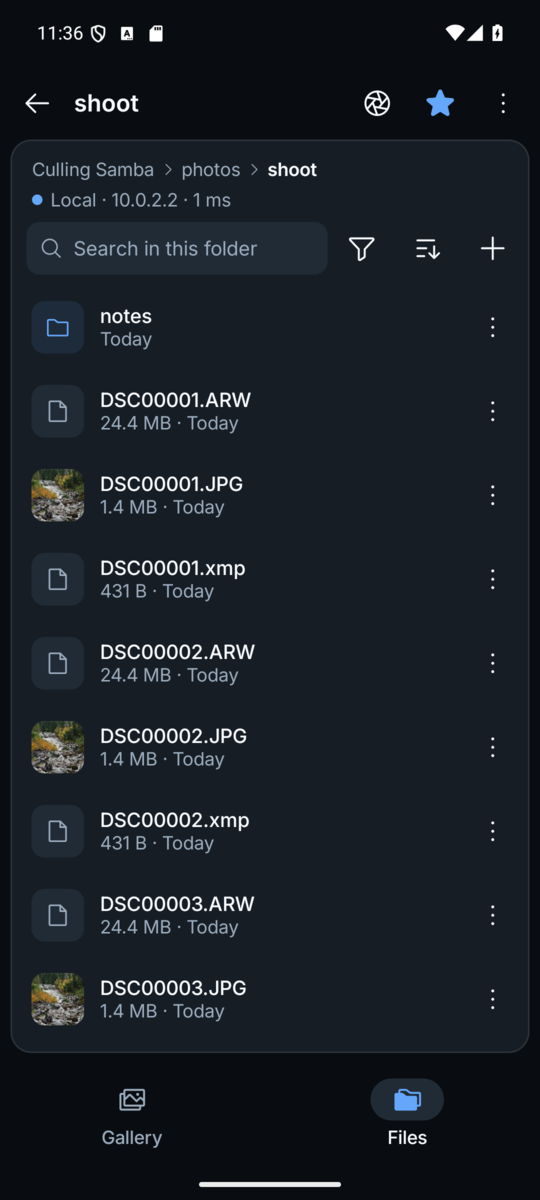 11:36
shoot
Culling Samba > photos > shoot
Local · 10.0.2.2 · 1 ms
Search in this folder
notes
Today
DSC00001.ARW
24.4 MB · Today
DSC00001.JPG
1.4 MB · Today
DSC00001.xmp
431 B · Today
DSC00002.ARW
24.4 MB · Today
DSC00002.JPG
1.4 MB · Today
DSC00002.xmp
431 B · Today
DSC00003.ARW
24.4 MB · Today
DSC00003.JPG
1.4 MB · Today
Gallery
Files